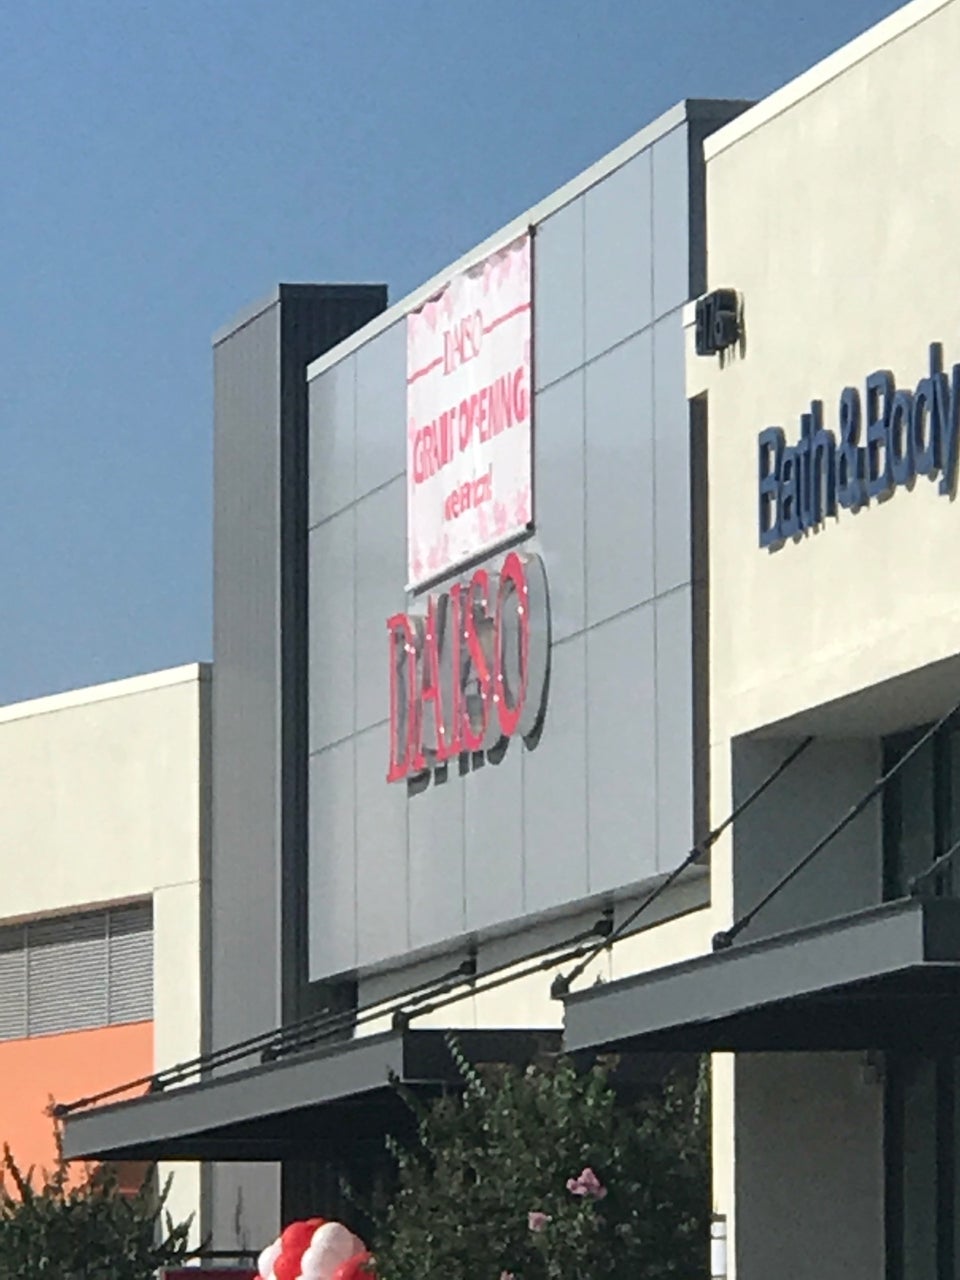 DAISO
GRAND OPENING
DAISO
Bath & Body